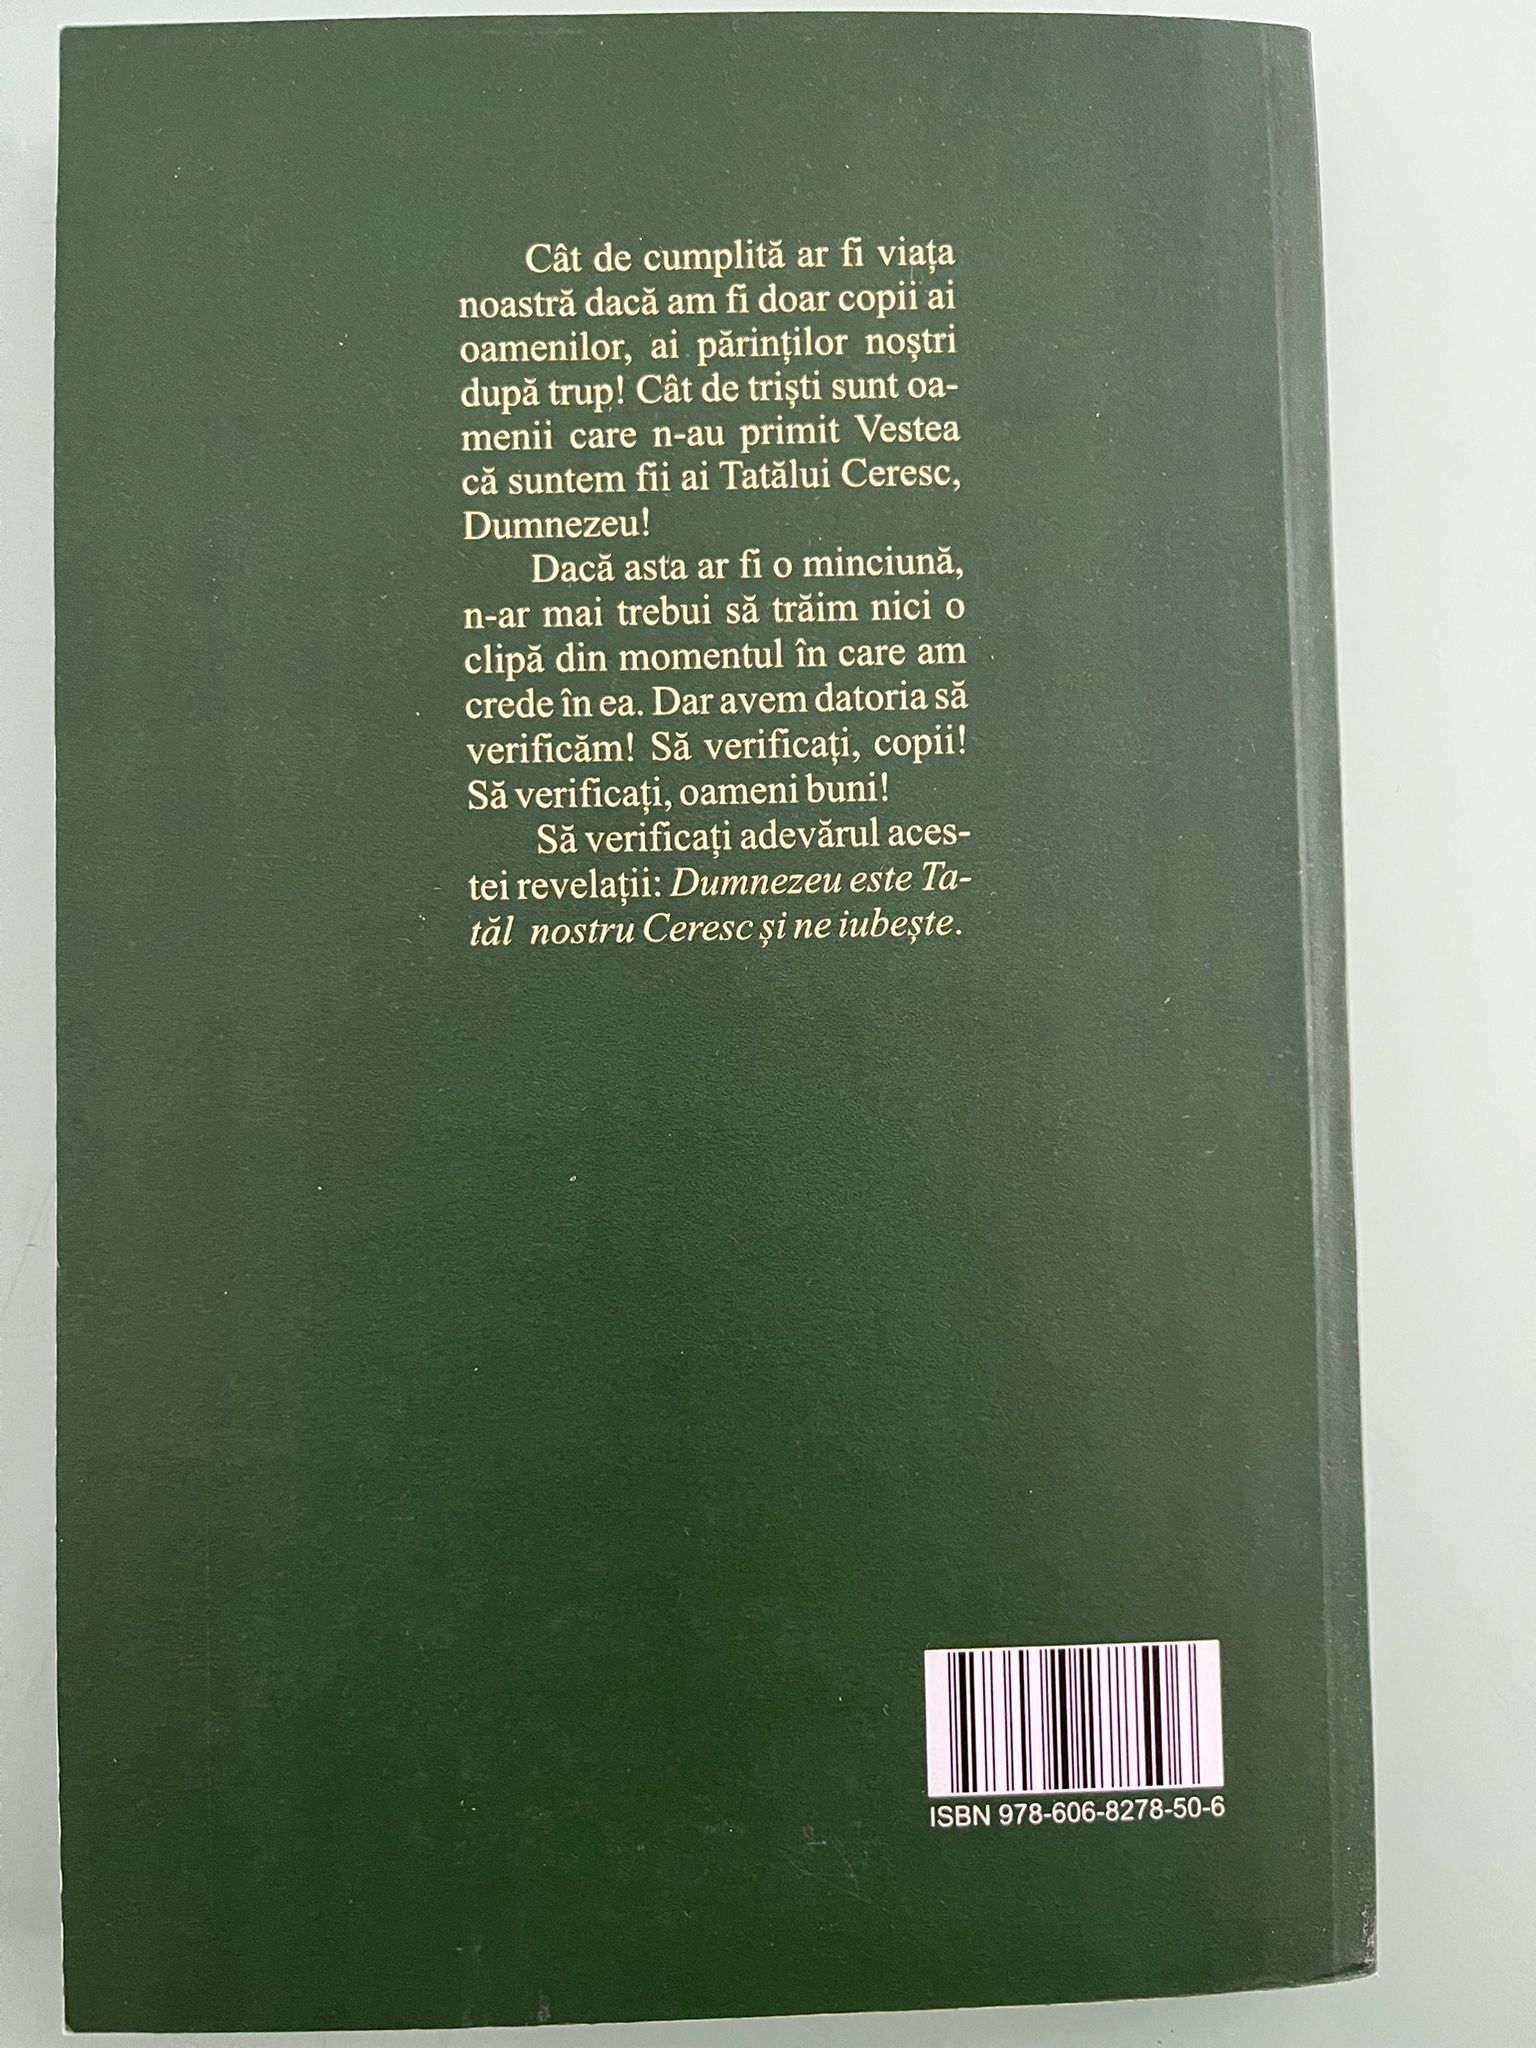 Cât de cumplită ar fi viața
noastră dacă am fi doar copii ai
oamenilor, ai părinților noștri
după trup! Cât de triști sunt oa-
menii care n-au primit Vestea
că suntem fii ai Tatălui Ceresc,
Dumnezeu!
Dacă asta ar fi o minciună,
n-ar mai trebui să trăim nici o
clipă din momentul în care am
crede în ea. Dar avem datoria să
verificăm! Să verificați, copii!
Să verificați, oameni buni!
Să verificați adevărul aces-
tei revelații: Dumnezeu este Ta-
tăl nostru Ceresc și ne iubește.
ISBN 978-606-8278-50-6